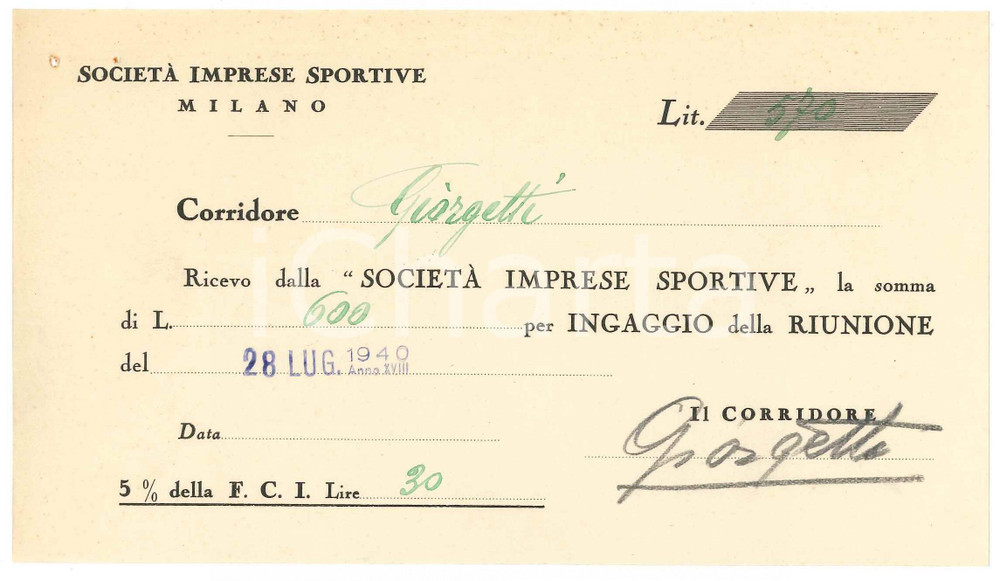 SOCIETÀ IMPRESE SPORTIVE
MILANO
Lit. 570
Corridore Giorgetti
Ricevo dalla “SOCIETÀ IMPRESE SPORTIVE„ la somma
di L. 600 per INGAGGIO della RIUNIONE
del 28 LUG. 1940 Anno XVIII
Data
Il CORRIDORE
Giorgetti
5 % della F. C. I. Lire 30
iCharta